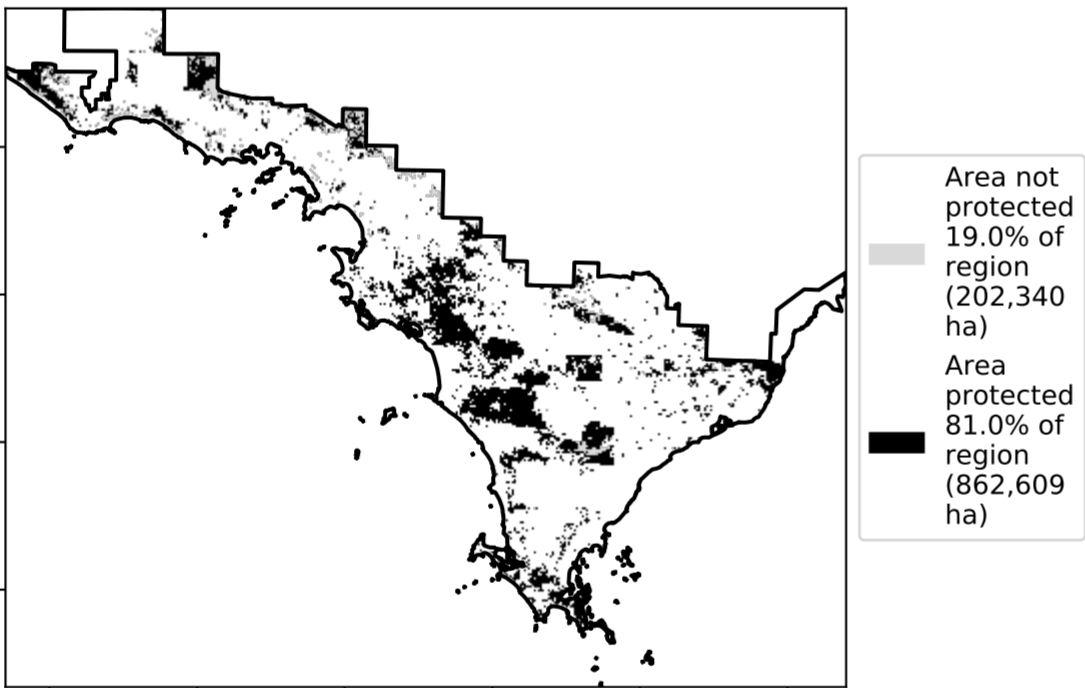 Area not
protected
19.0% of
region
(202,340
ha)
Area
protected
81.0% of
region
(862,609
ha)